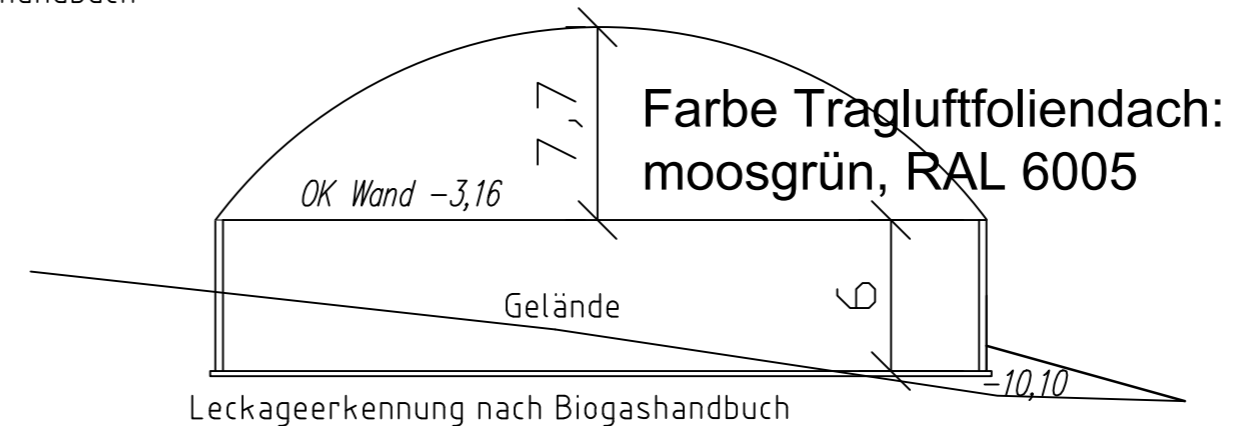 7,7
Farbe Tragluftfoliendach:
moosgrün, RAL 6005
OK Wand -3,16
6
Gelände
-10,10
Leckageerkennung nach Biogashandbuch